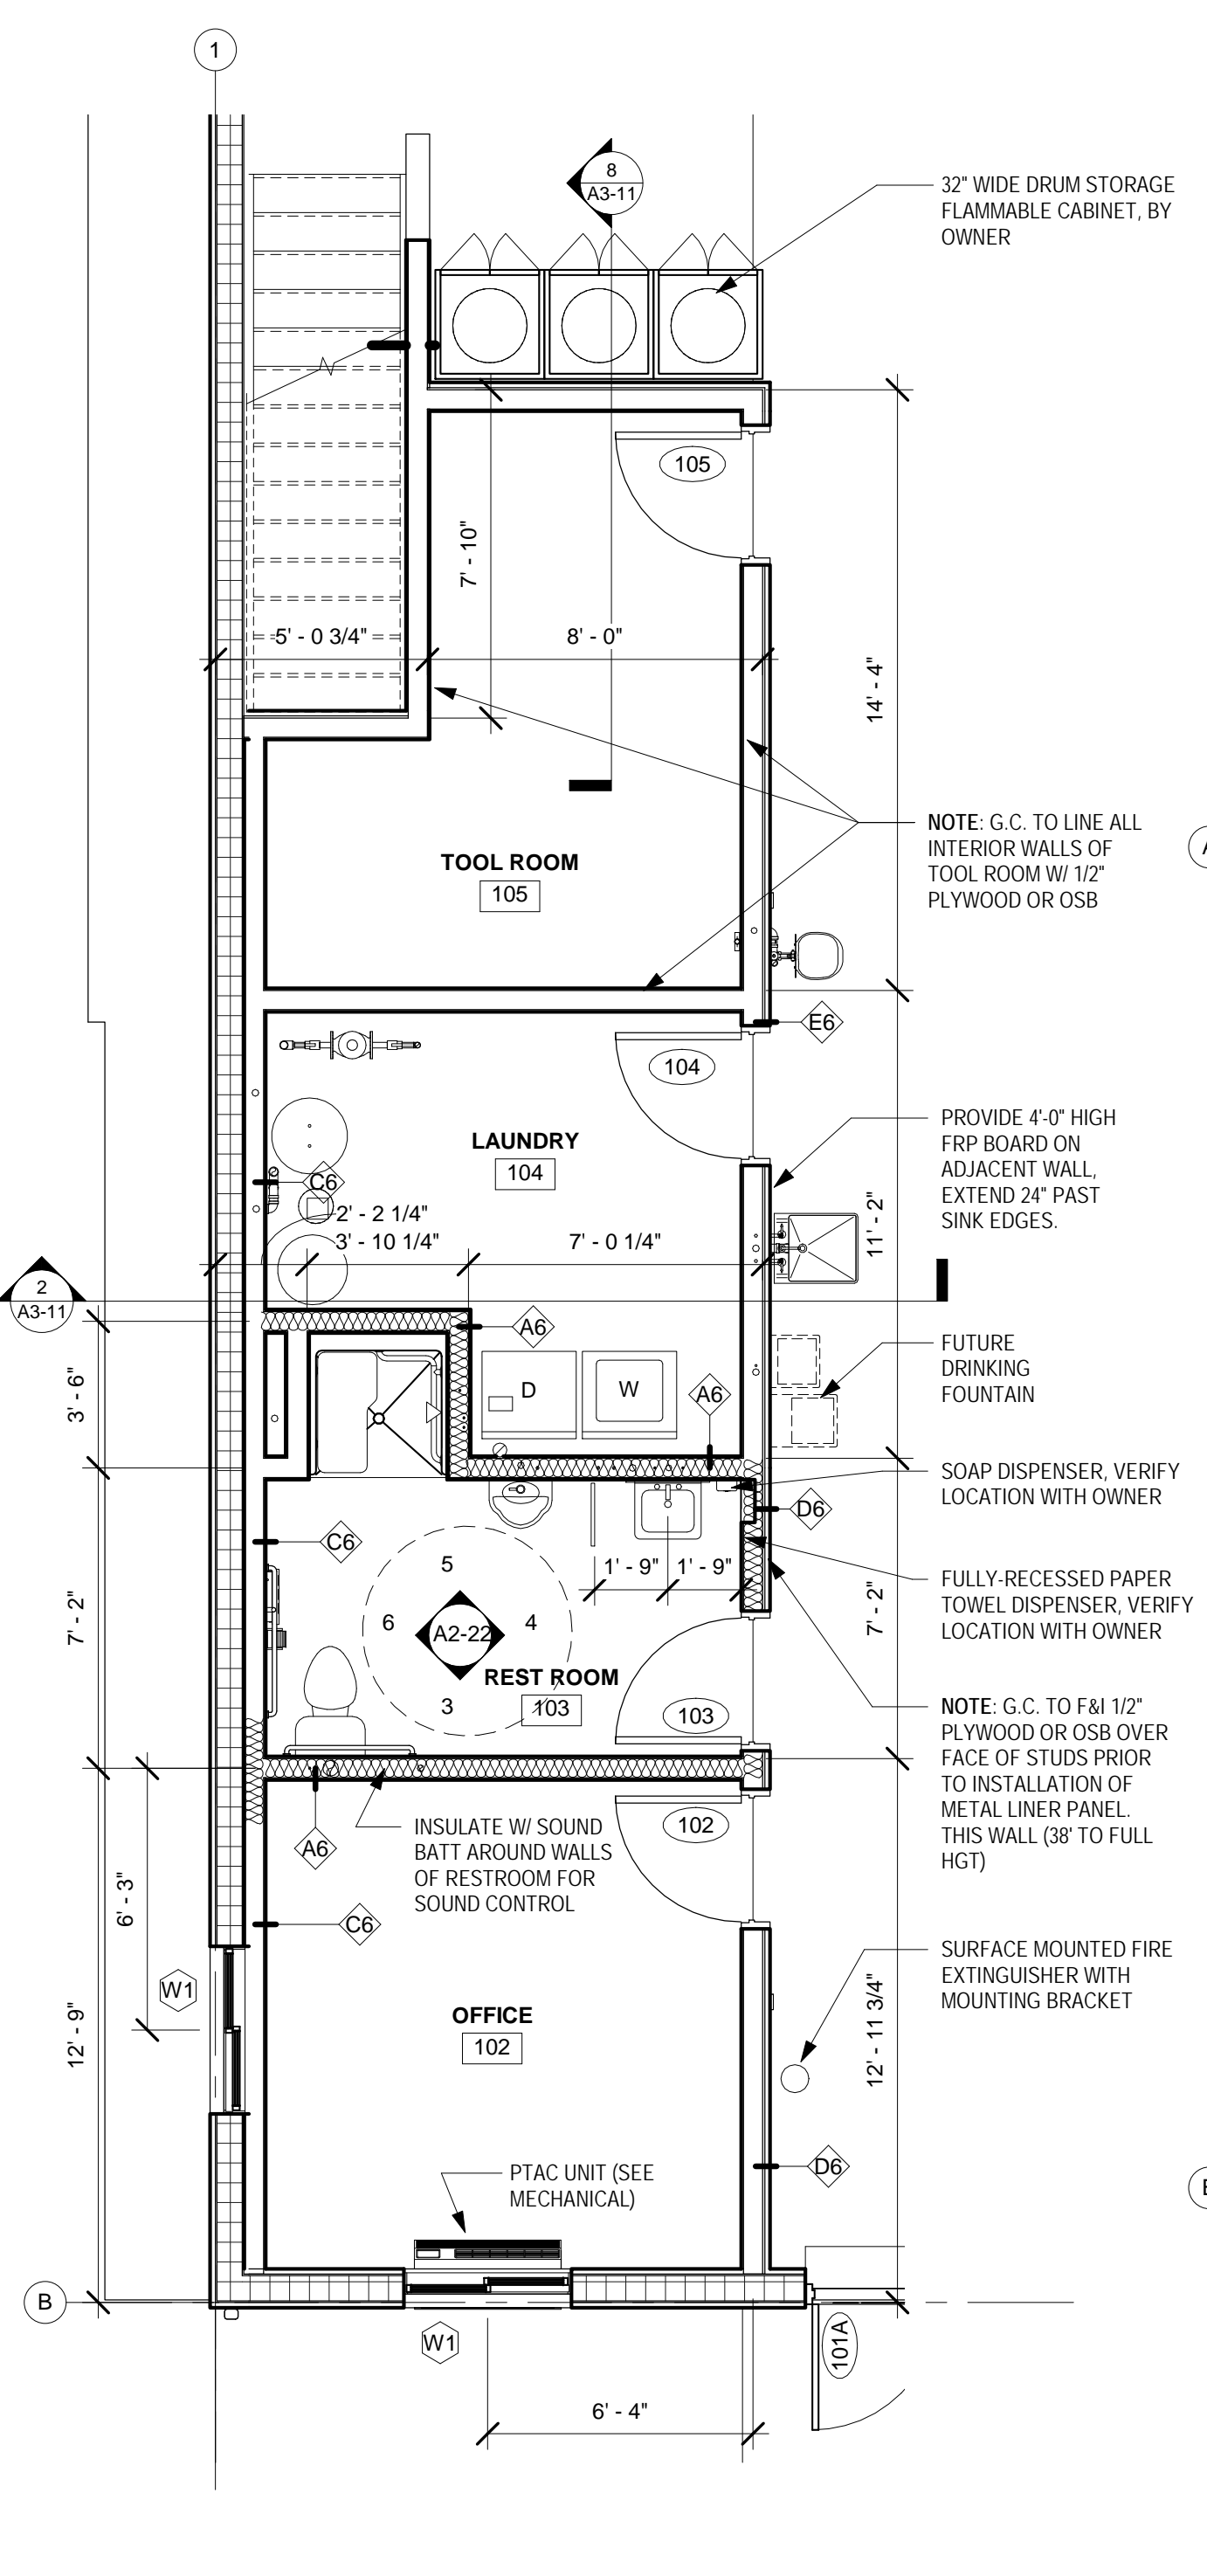 1
8
A3-11
32" WIDE DRUM STORAGE
FLAMMABLE CABINET, BY
OWNER
105
7' - 10"
5' - 0 3/4"
8' - 0"
14' - 4"
NOTE: G.C. TO LINE ALL
INTERIOR WALLS OF
TOOL ROOM W/ 1/2"
PLYWOOD OR OSB
TOOL ROOM
105
E6
104
LAUNDRY
104
PROVIDE 4'-0" HIGH
FRP BOARD ON
ADJACENT WALL,
EXTEND 24" PAST
SINK EDGES.
C6
2' - 2 1/4"
3' - 10 1/4"
7' - 0 1/4"
11' - 2"
2
A3-11
A6
FUTURE
DRINKING
FOUNTAIN
3' - 6"
D
W
A6
SOAP DISPENSER, VERIFY
LOCATION WITH OWNER
D6
C6
1' - 9"
1' - 9"
5
6
A2-22
4
3
FULLY-RECESSED PAPER
TOWEL DISPENSER, VERIFY
LOCATION WITH OWNER
7' - 2"
7' - 2"
REST ROOM
103
103
NOTE: G.C. TO F&I 1/2"
PLYWOOD OR OSB OVER
FACE OF STUDS PRIOR
TO INSTALLATION OF
METAL LINER PANEL.
THIS WALL (38' TO FULL
HGT)
102
INSULATE W/ SOUND
BATT AROUND WALLS
OF RESTROOM FOR
SOUND CONTROL
A6
6' - 3"
C6
W1
SURFACE MOUNTED FIRE
EXTINGUISHER WITH
MOUNTING BRACKET
OFFICE
102
12' - 9"
12' - 11 3/4"
D6
PTAC UNIT (SEE
MECHANICAL)
B
W1
101A
6' - 4"